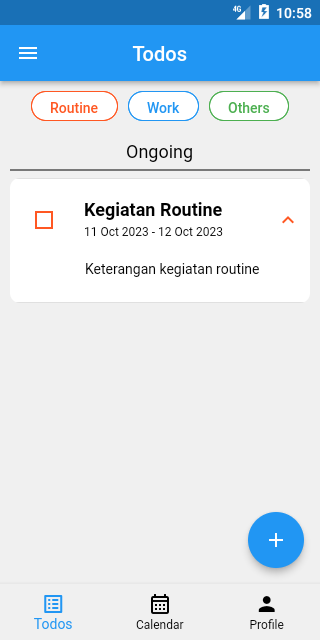 4G 10:58
Todos
Routine Work Others
Ongoing
Kegiatan Routine
11 Oct 2023 - 12 Oct 2023
Keterangan kegiatan routine
Todos Calendar Profile